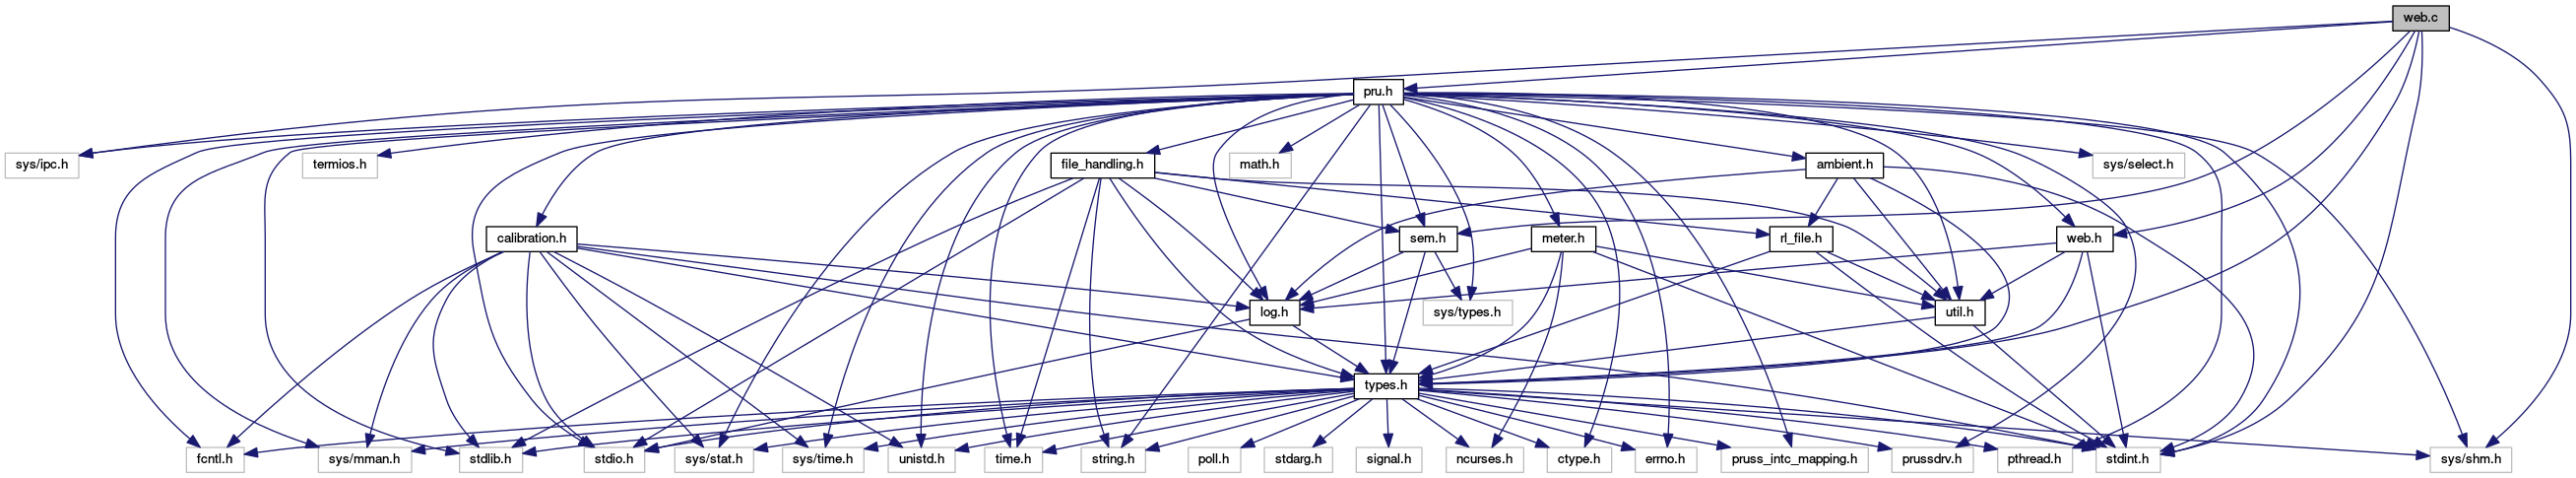 web.c
pru.h
sys/ipc.h
termios.h
file_handling.h
math.h
ambient.h
sys/select.h
calibration.h
sem.h
meter.h
rl_file.h
web.h
log.h
sys/types.h
util.h
types.h
fcntl.h
sys/mman.h
stdlib.h
stdio.h
sys/stat.h
sys/time.h
unistd.h
time.h
string.h
poll.h
stdarg.h
signal.h
ncurses.h
ctype.h
errno.h
pruss_intc_mapping.h
prussdrv.h
pthread.h
stdint.h
sys/shm.h